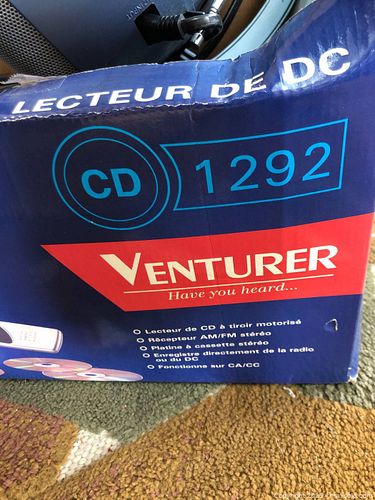 LECTEUR DE DC
CD 1292
VENTURER
Have you heard...
O Lecteur de CD à tiroir motorisé
O Récepteur AM/FM stéréo
O Platine à cassette stéréo
O Enregistre directement de la radio
ou du DC
O Fonctionne sur CA/CC